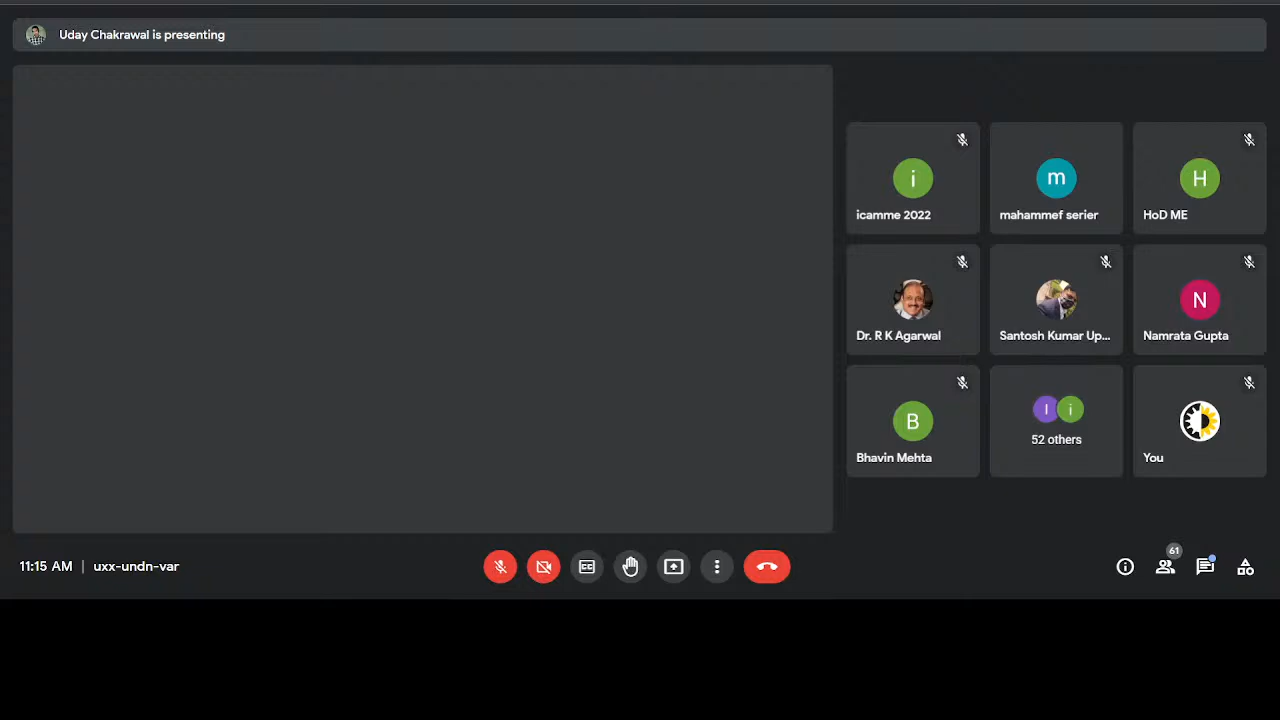 Uday Chakrawal is presenting
i
icamme 2022
m
mahammef serier
H
HoD ME
Dr. R K Agarwal
Santosh Kumar Up...
N
Namrata Gupta
B
Bhavin Mehta
I i
52 others
You
11:15 AM | uxx-undn-var
61